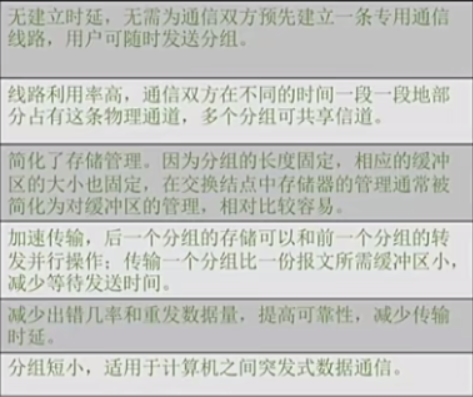 无建立时延，无需为通信双方预先建立一条专用通信
线路，用户可随时发送分组。
线路利用率高，通信双方在不同的时间一段一段地部
分占有这条物理通道，多个分组可共享信道。
简化了存储管理。因为分组的长度固定，相应的缓冲
区的大小也固定，在交换结点中存储器的管理通常被
简化为对缓冲区的管理，相对比较容易。
加速传输，后一个分组的存储可以和前一个分组的转
发并行操作；传输一个分组比一份报文所需缓冲区小，
减少等待发送时间。
减少出错几率和重发数据量，提高可靠性，减少传输
时延。
分组短小，适用于计算机之间突发式数据通信。